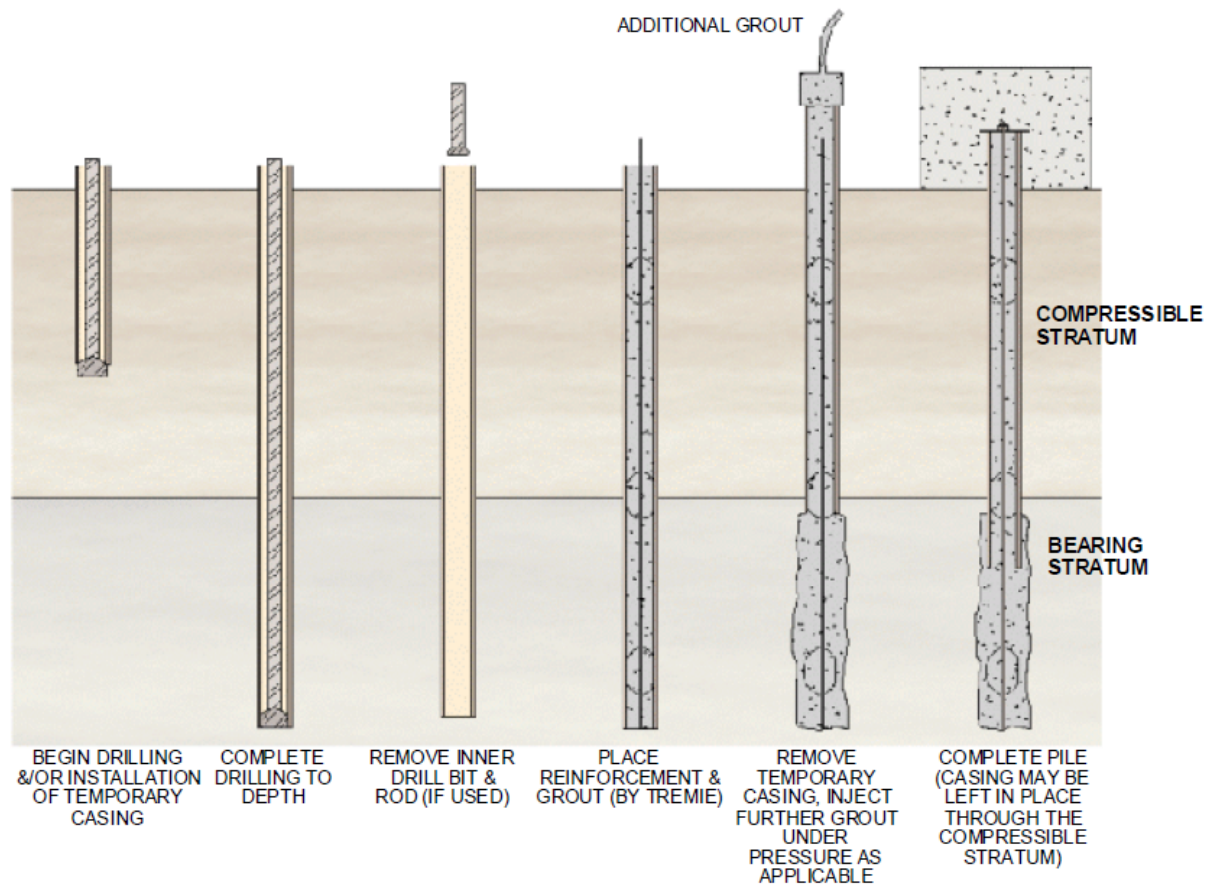 ADDITIONAL GROUT
COMPRESSIBLE
STRATUM
BEARING
STRATUM
BEGIN DRILLING
&/OR INSTALLATION
OF TEMPORARY
CASING
COMPLETE
DRILLING TO
DEPTH
REMOVE INNER
DRILL BIT &
ROD (IF USED)
PLACE
REINFORCEMENT &
GROUT (BY TREMIE)
REMOVE
TEMPORARY
CASING, INJECT
FURTHER GROUT
UNDER
PRESSURE AS
APPLICABLE
COMPLETE PILE
(CASING MAY BE
LEFT IN PLACE
THROUGH THE
COMPRESSIBLE
STRATUM)